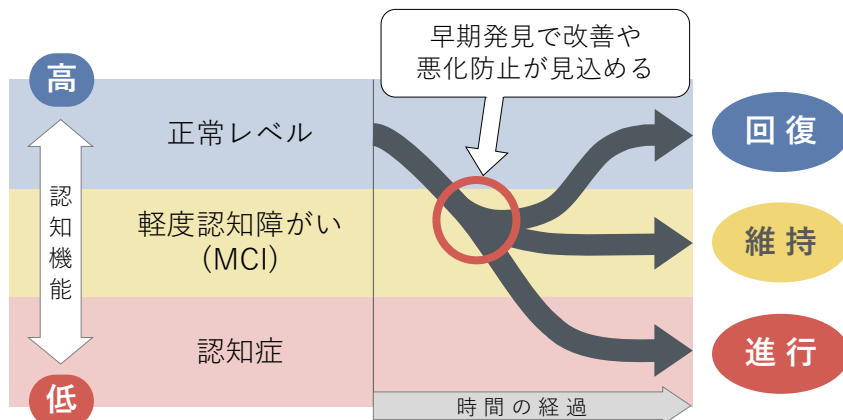 早期発見で改善や
悪化防止が見込める
高
正常レベル
回復
認知機能
軽度認知障がい
(MCI)
維持
認知症
進行
低
時間の経過